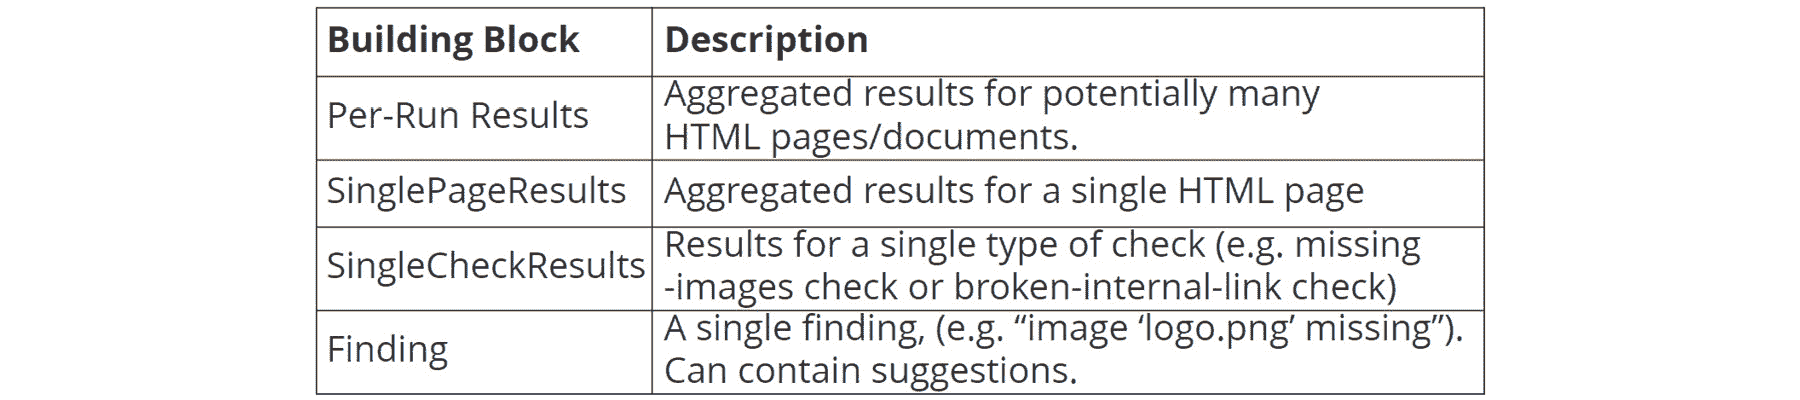 Building Block
Description
Per-Run Results
Aggregated results for potentially many
HTML pages/documents.
SinglePageResults
Aggregated results for a single HTML page
SingleCheckResults
Results for a single type of check (e.g. missing
-images check or broken-internal-link check)
Finding
A single finding, (e.g. “image ‘logo.png’ missing”).
Can contain suggestions.